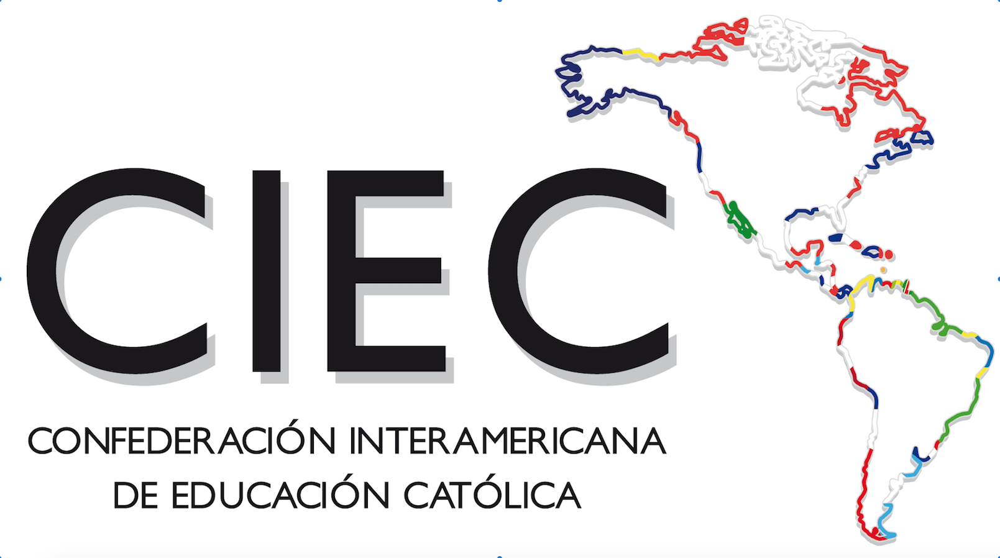 CIEC
CONFEDERACIÓN INTERAMERICANA
DE EDUCACIÓN CATÓLICA